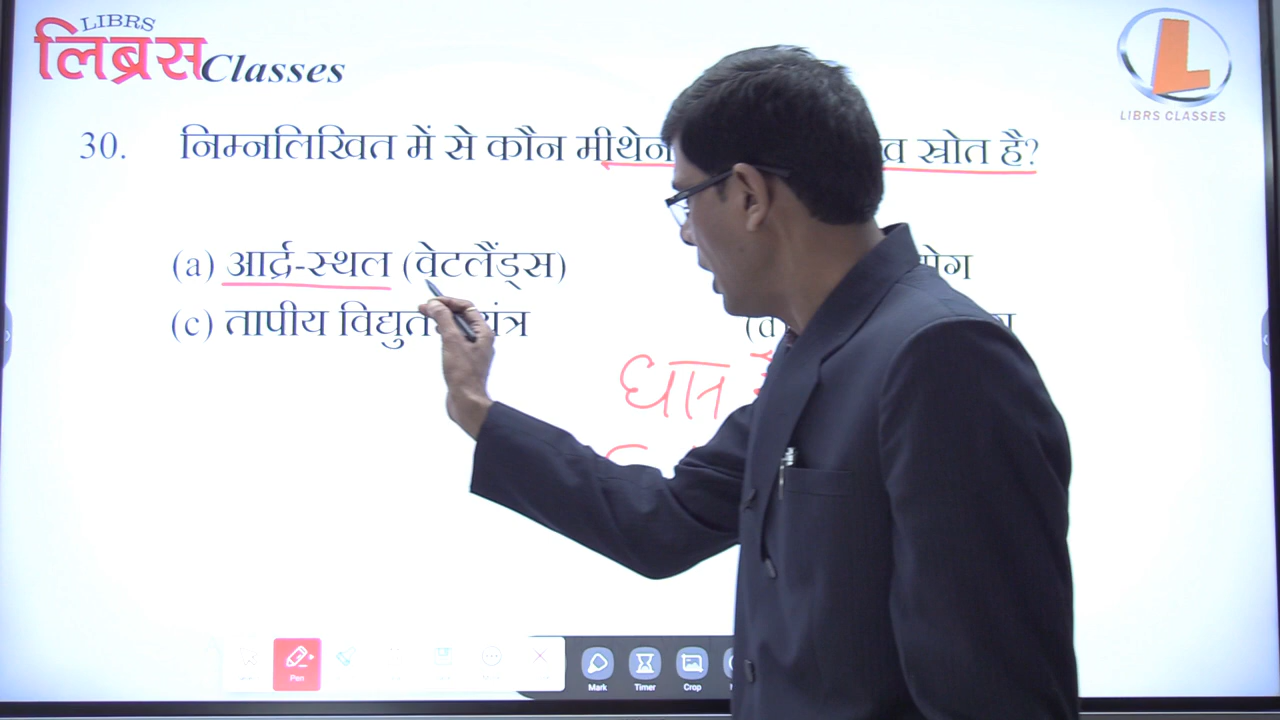 LIBRS
लिब्रस Classes
LIBRS CLASSES
30. निम्नलिखित में से कौन मीथेन स्रोत है?
(a) आर्द्र-स्थल (वेटलैंड्स)
(c) तापीय विद्युत
धान
Pen
Mark
Timer
Crop